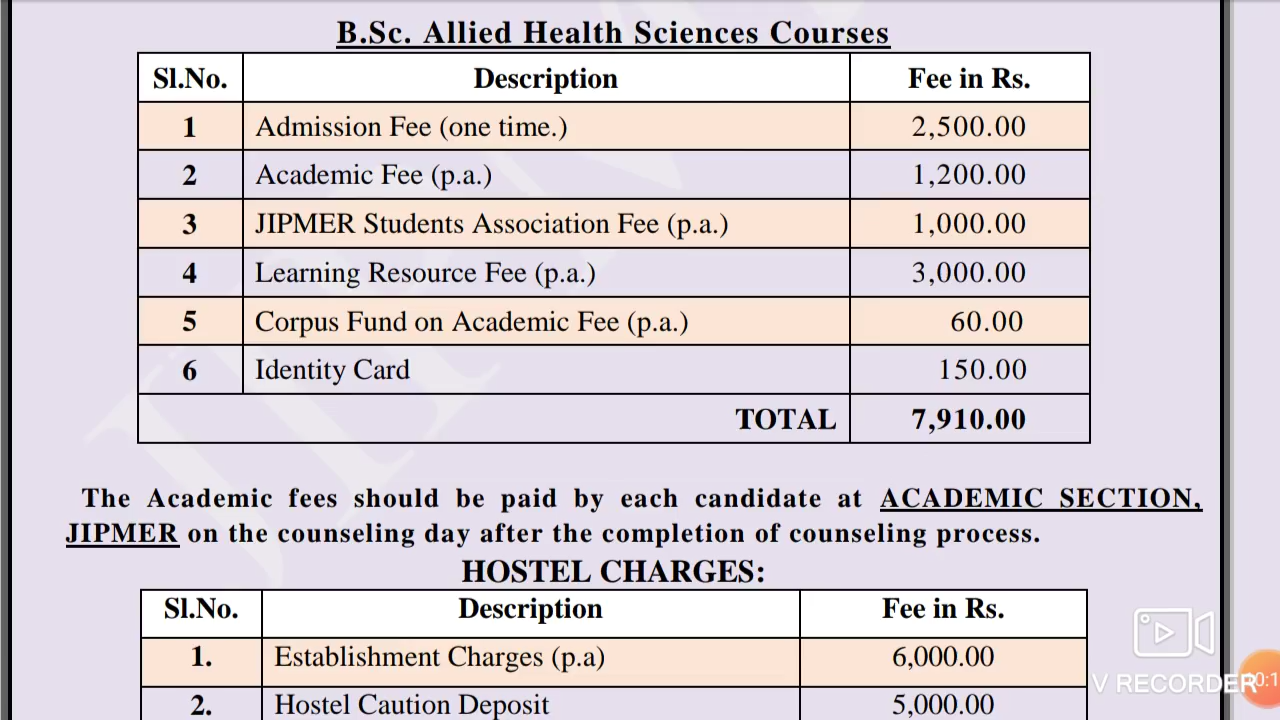 B.Sc. Allied Health Sciences Courses
Sl.No. Description Fee in Rs.
1 Admission Fee (one time.) 2,500.00
2 Academic Fee (p.a.) 1,200.00
3 JIPMER Students Association Fee (p.a.) 1,000.00
4 Learning Resource Fee (p.a.) 3,000.00
5 Corpus Fund on Academic Fee (p.a.) 60.00
6 Identity Card 150.00
TOTAL 7,910.00
The Academic fees should be paid by each candidate at ACADEMIC SECTION,
JIPMER on the counseling day after the completion of counseling process.
HOSTEL CHARGES:
Sl.No. Description Fee in Rs.
1. Establishment Charges (p.a) 6,000.00
2. Hostel Caution Deposit 5,000.00
V RECORDER